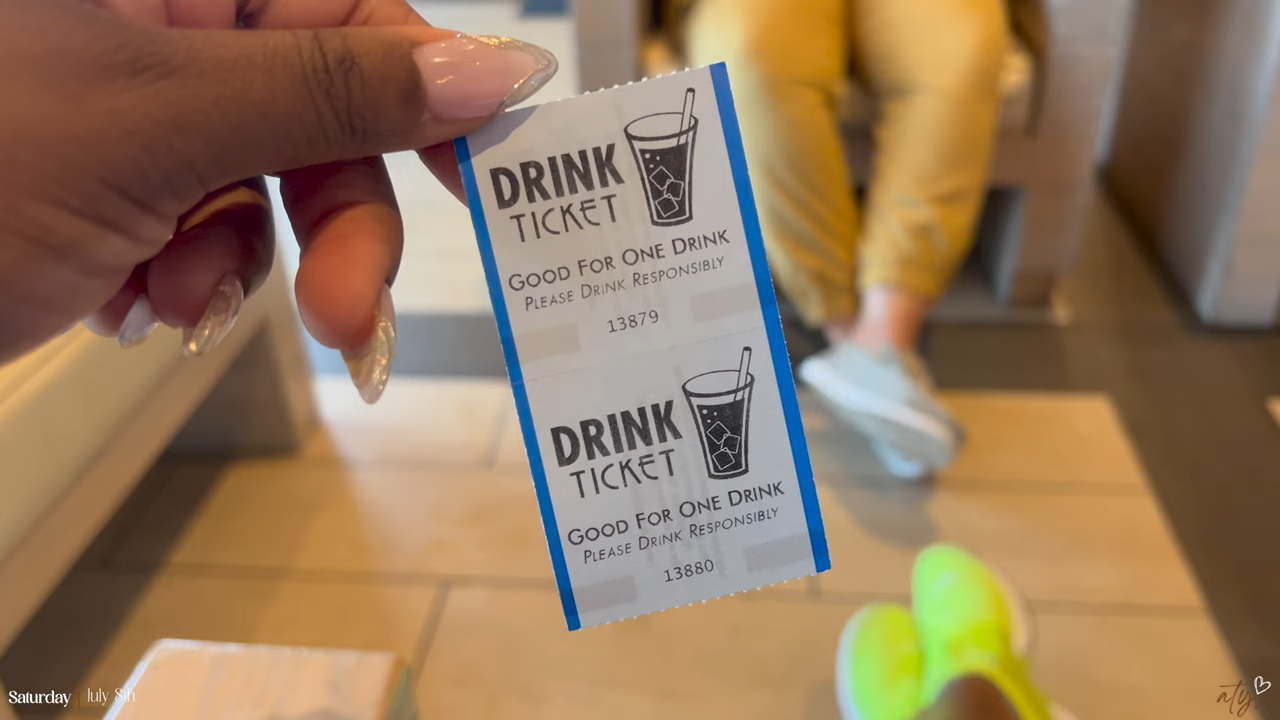 DRINK
TICKET
GOOD FOR ONE DRINK
PLEASE DRINK RESPONSIBLY
13879
DRINK
TICKET
GOOD FOR ONE DRINK
PLEASE DRINK RESPONSIBLY
13880
Saturday | July 8th
aty